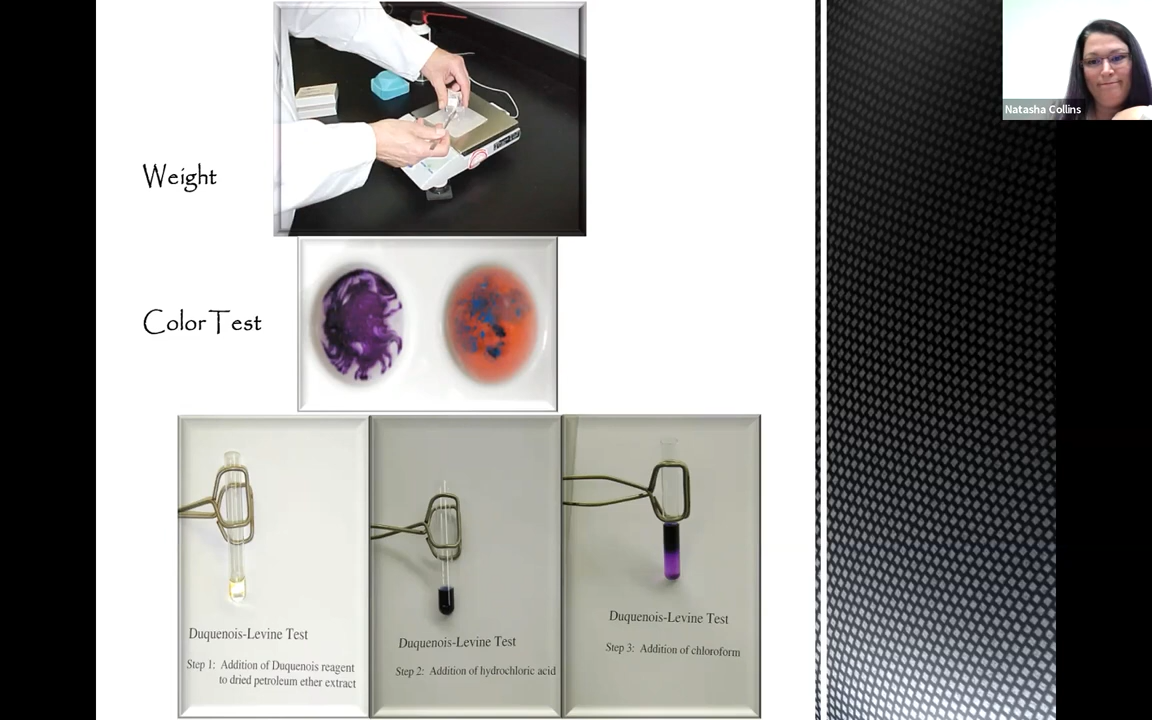 Natasha Collins
Weight
Color Test
Duquenois-Levine Test
Step 1: Addition of Duquenois reagent
to dried petroleum ether extract
Duquenois-Levine Test
Step 2: Addition of hydrochloric acid
Duquenois-Levine Test
Step 3: Addition of chloroform